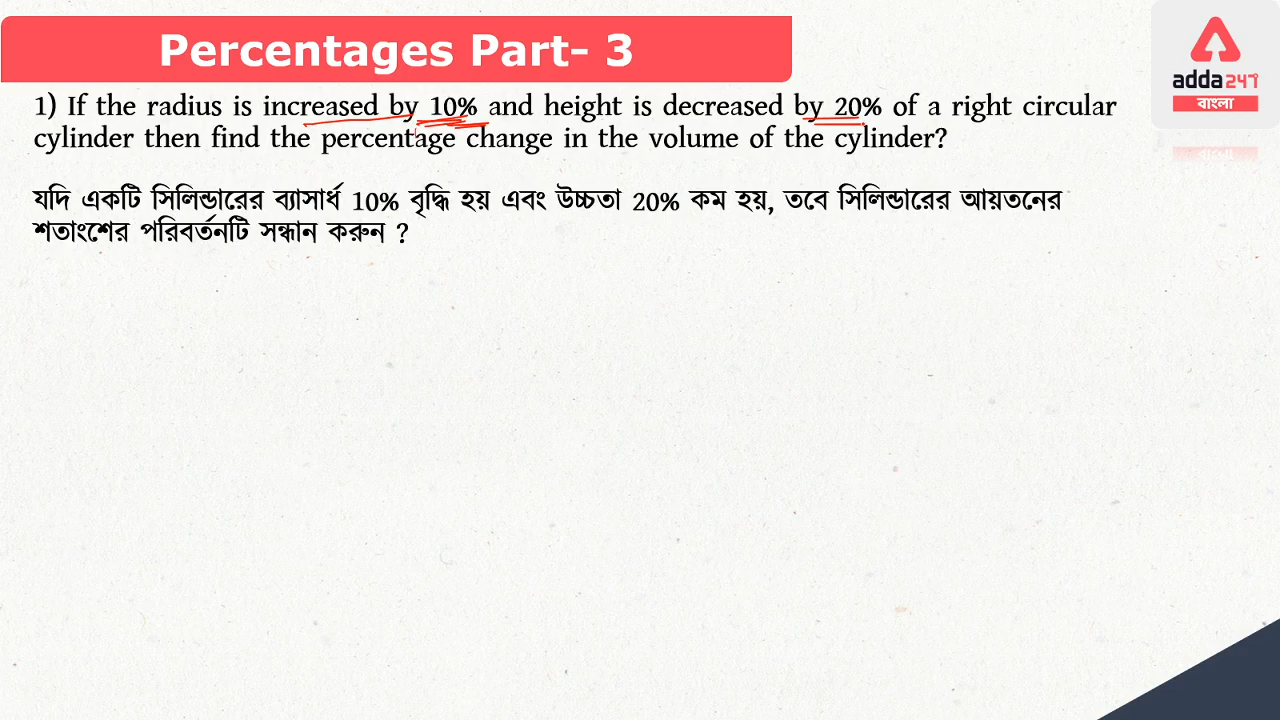 Percentages Part- 3
adda247
বাংলা
1) If the radius is increased by 10% and height is decreased by 20% of a right circular
cylinder then find the percentage change in the volume of the cylinder?
যদি একটি সিলিন্ডারের ব্যাসার্ধ 10% বৃদ্ধি হয় এবং উচ্চতা 20% কম হয়, তবে সিলিন্ডারের আয়তনের
শতাংশের পরিবর্তনটি সন্ধান করুন ?